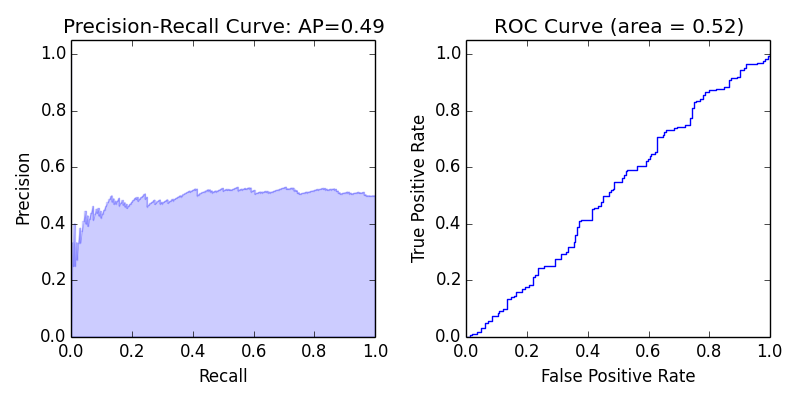 Precision-Recall Curve: AP=0.49
1.0
0.8
0.6
0.4
0.2
0.0
Precision
0.0 0.2 0.4 0.6 0.8 1.0
Recall
ROC Curve (area = 0.52)
1.0
0.8
0.6
0.4
0.2
0.0
True Positive Rate
0.0 0.2 0.4 0.6 0.8 1.0
False Positive Rate